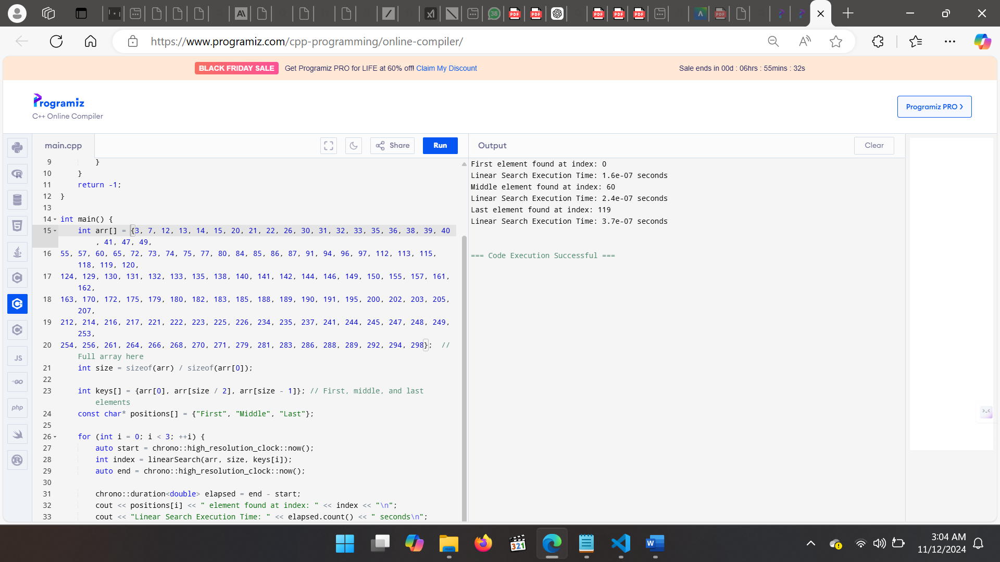 38
PDF
PDF
PDF
PDF
PDF
PDF
https://www.programiz.com/cpp-programming/online-compiler/
BLACK FRIDAY SALE Get Programiz PRO for LIFE at 60% off! Claim My Discount Sale ends in 00d : 06hrs : 55mins : 32s
Programiz
C++ Online Compiler
Programiz PRO ›
main.cpp Share Run Output Clear
9 }
10 }
11 return -1;
12 }
13
14 int main() {
15 int arr[] = {3, 7, 12, 13, 14, 15, 20, 21, 22, 26, 30, 31, 32, 33, 35, 36, 38, 39, 40
, 41, 47, 49,
16 55, 57, 60, 65, 72, 73, 74, 75, 77, 80, 84, 85, 86, 87, 91, 94, 96, 97, 112, 113, 115,
118, 119, 120,
17 124, 129, 130, 131, 132, 133, 135, 138, 140, 141, 142, 144, 146, 149, 150, 155, 157, 161,
162,
18 163, 170, 172, 175, 179, 180, 182, 183, 185, 188, 189, 190, 191, 195, 200, 202, 203, 205,
207,
19 212, 214, 216, 217, 221, 222, 223, 225, 226, 234, 235, 237, 241, 244, 245, 247, 248, 249,
253,
20 254, 256, 261, 264, 266, 268, 270, 271, 279, 281, 283, 286, 288, 289, 292, 294, 298}; //
Full array here
21 int size = sizeof(arr) / sizeof(arr[0]);
22
23 int keys[] = {arr[0], arr[size / 2], arr[size - 1]}; // First, middle, and last
elements
24 const char* positions[] = {"First", "Middle", "Last"};
25
26 for (int i = 0; i < 3; ++i) {
27 auto start = chrono::high_resolution_clock::now();
28 int index = linearSearch(arr, size, keys[i]);
29 auto end = chrono::high_resolution_clock::now();
30
31 chrono::duration<double> elapsed = end - start;
32 cout << positions[i] << " element found at index: " << index << "\n";
33 cout << "Linear Search Execution Time: " << elapsed.count() << " seconds\n";
First element found at index: 0
Linear Search Execution Time: 1.6e-07 seconds
Middle element found at index: 60
Linear Search Execution Time: 2.4e-07 seconds
Last element found at index: 119
Linear Search Execution Time: 3.7e-07 seconds
=== Code Execution Successful ===
JS
GO
php
321
W
3:04 AM
11/12/2024